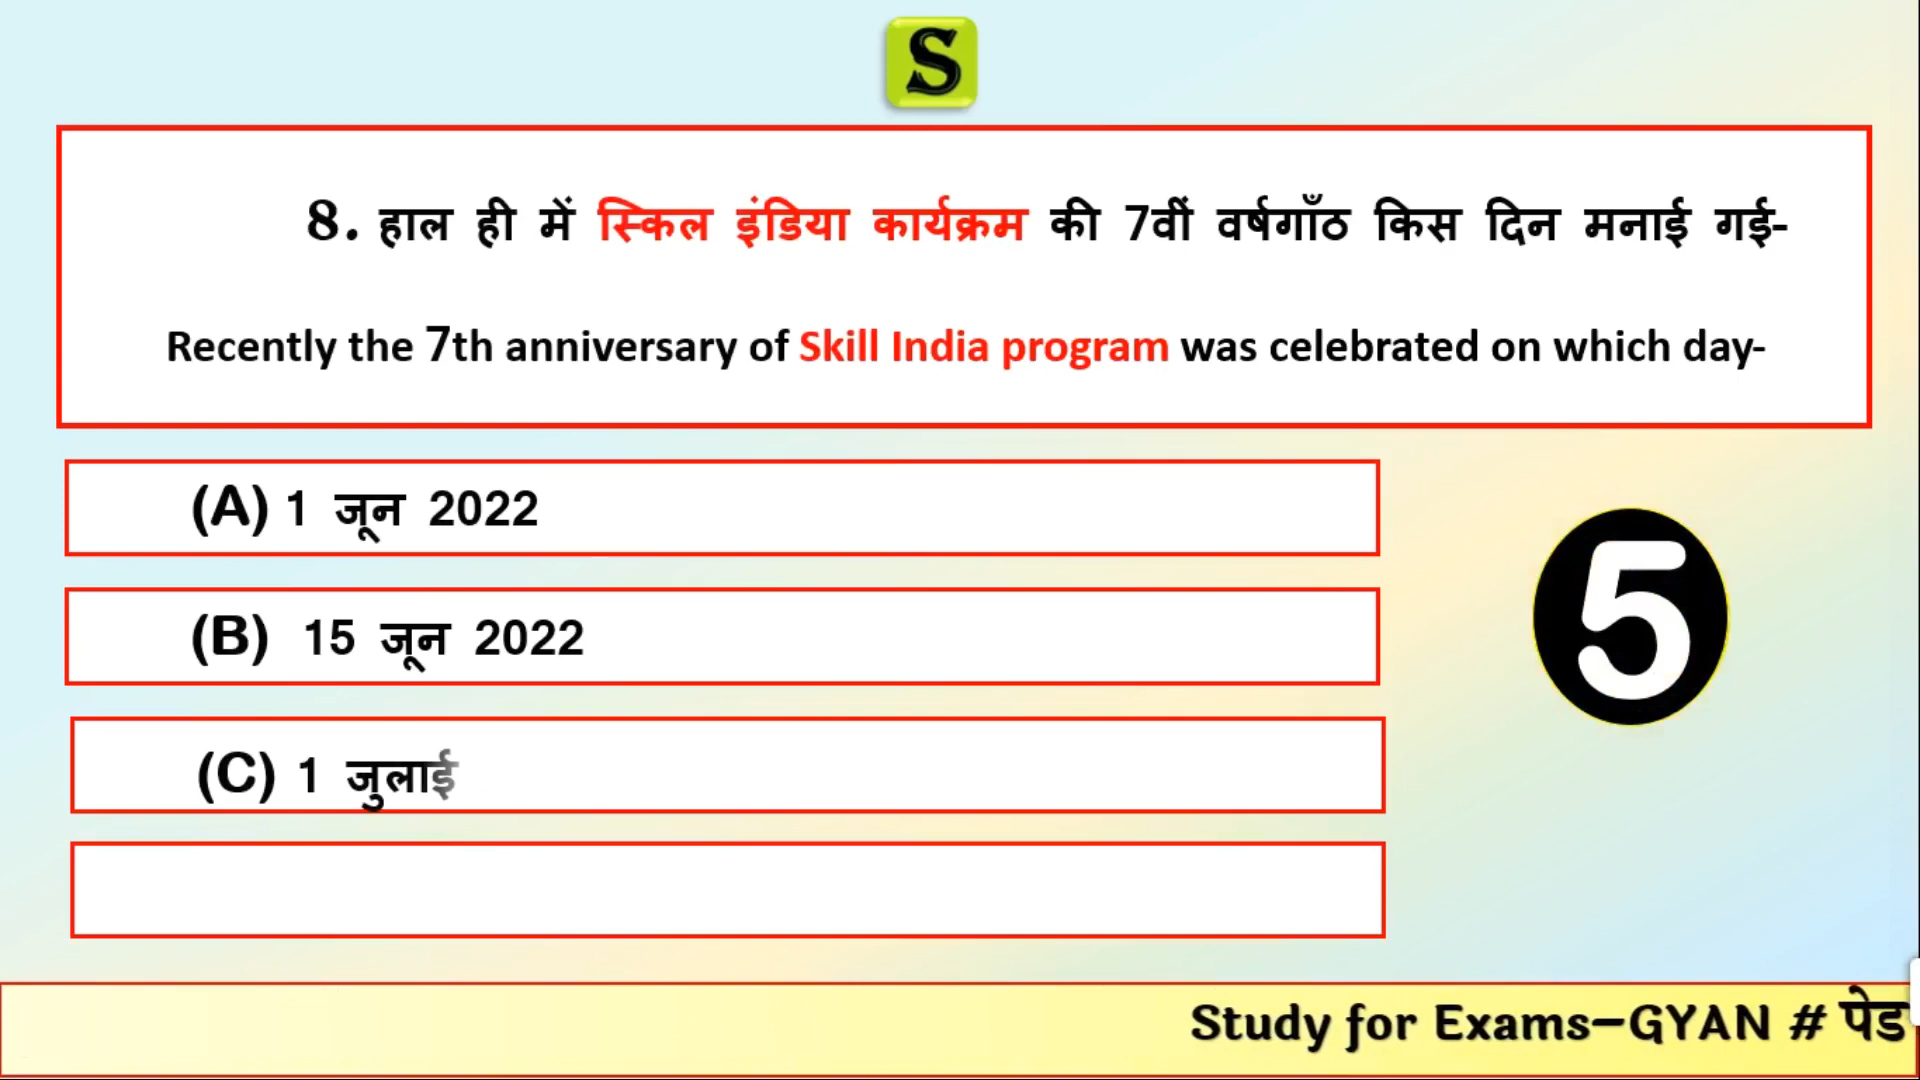 S
8. हाल ही में स्किल इंडिया कार्यक्रम की 7वीं वर्षगाँठ किस दिन मनाई गई-
Recently the 7th anniversary of Skill India program was celebrated on which day-
(A) 1 जून 2022
(B) 15 जून 2022
5
(C) 1 जुलाई
Study for Exams–GYAN # पेड